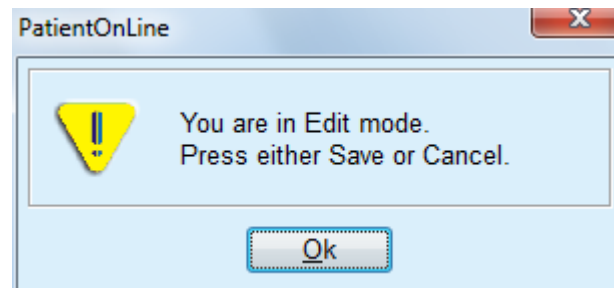 PatientOnLine
You are in Edit mode.
Press either Save or Cancel.
Ok